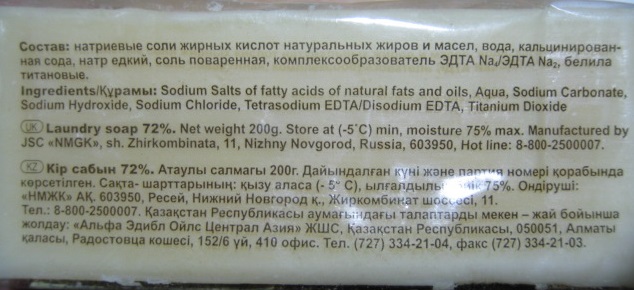 Состав: натриевые соли жирных кислот натуральных жиров и масел, вода, кальцинирован-
ная сода, натр едкий, соль поваренная, комплексообразователь ЭДТА Na₄/ЭДТА Na₂, белила
титановые.
Ingredients/Құрамы: Sodium Salts of fatty acids of natural fats and oils, Aqua, Sodium Carbonate,
Sodium Hydroxide, Sodium Chloride, Tetrasodium EDTA/Disodium EDTA, Titanium Dioxide
UK Laundry soap 72%. Net weight 200g. Store at (-5°C) min, moisture 75% max. Manufactured by
JSC «NMGK», sh. Zhirkombinata, 11, Nizhny Novgorod, Russia, 603950, Hot line: 8-800-2500007.
KZ Кір сабын 72%. Атаулы салмағы 200г. Дайындалған күні және партия номері қорабында
көрсетілген. Сақта- шарттарының: қызу аласа (- 5° С), 75%. Өндіруші:
«НМЖК» АҚ. 603950, Ресей, Нижний Новгород қ., Жиркомбинат шоссесі, 11.
Тел.: 8-800-2500007. Қазақстан Республикасы аумағындағы талаптарды мекен – жай бойынша
жолдау: «Альфа Эдибл Ойлс Централ Азия» ЖШС, Қазақстан Республикасы, 050051, Алматы
қаласы, Радостовца көшесі, 152/6 үй, 410 офис. Тел. (727) 334-21-04, факс (727) 334-21-03.